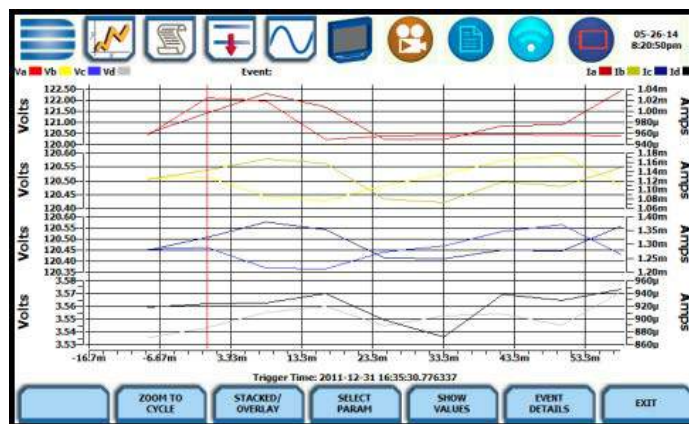 05-26-14
8:20:50pm
Va Vb Vc Vd Event: Ia Ib Ic Id
Volts Amps
122.50
122.00
121.50
121.00
120.50
120.00
1.04m
1.02m
1.00m
980µ
960µ
940µ
Volts Amps
120.60
120.55
120.50
120.45
120.40
1.18m
1.16m
1.14m
1.12m
1.10m
1.08m
1.06m
Volts Amps
120.60
120.55
120.50
120.45
120.40
120.35
1.40m
1.35m
1.30m
1.25m
1.20m
Volts Amps
3.58
3.57
3.56
3.55
3.54
3.53
960µ
940µ
920µ
900µ
880µ
860µ
-16.7m -6.67m 3.33m 13.3m 23.3m 33.3m 43.3m 53.3m
Trigger Time: 2011-12-31 16:35:30.776337
ZOOM TO CYCLE
STACKED/ OVERLAY
SELECT PARAM
SHOW VALUES
EVENT DETAILS
EXIT